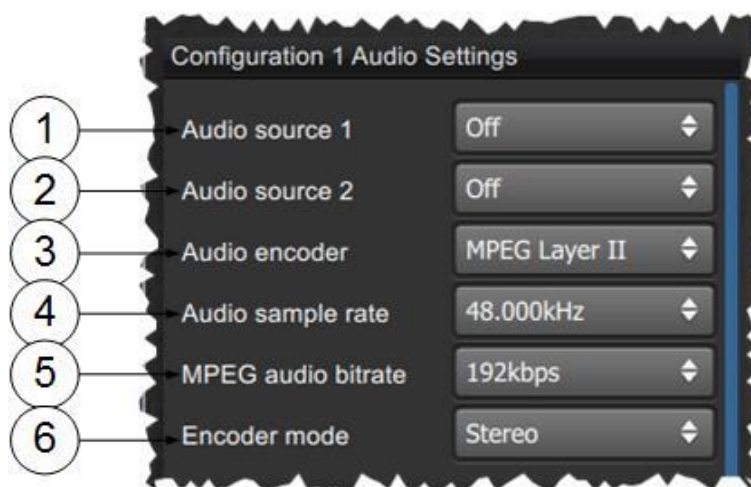 Configuration 1 Audio Settings
1 Audio source 1 Off
2 Audio source 2 Off
3 Audio encoder MPEG Layer II
4 Audio sample rate 48.000kHz
5 MPEG audio bitrate 192kbps
6 Encoder mode Stereo